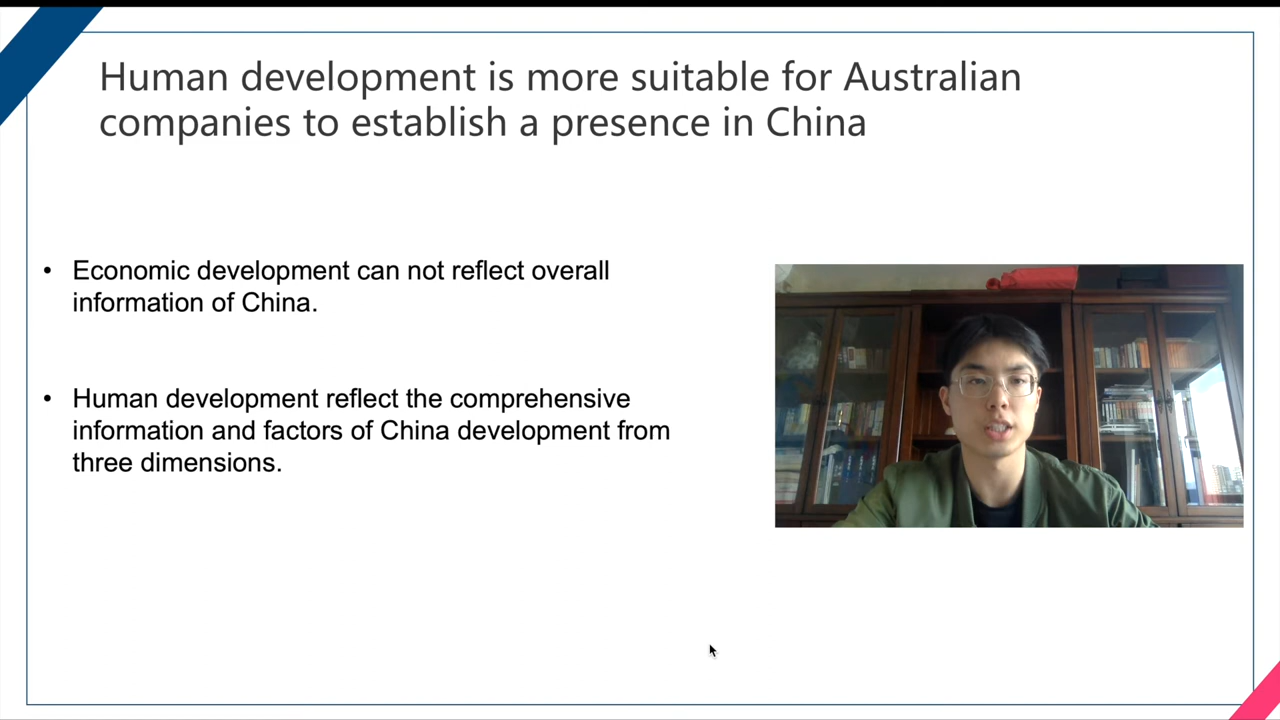 Human development is more suitable for Australian
companies to establish a presence in China
• Economic development can not reflect overall
information of China.
• Human development reflect the comprehensive
information and factors of China development from
three dimensions.